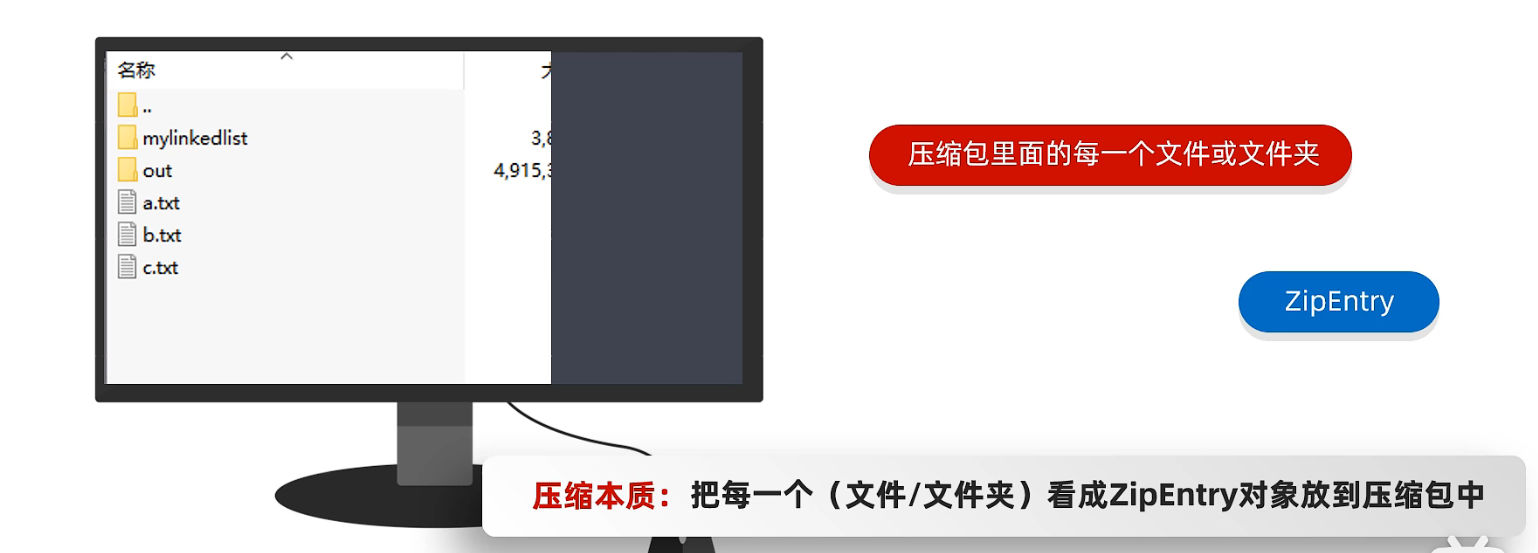 名称
..
mylinkedlist
out
a.txt
b.txt
c.txt
压缩包里面的每一个文件或文件夹
ZipEntry
压缩本质：把每一个（文件/文件夹）看成ZipEntry对象放到压缩包中